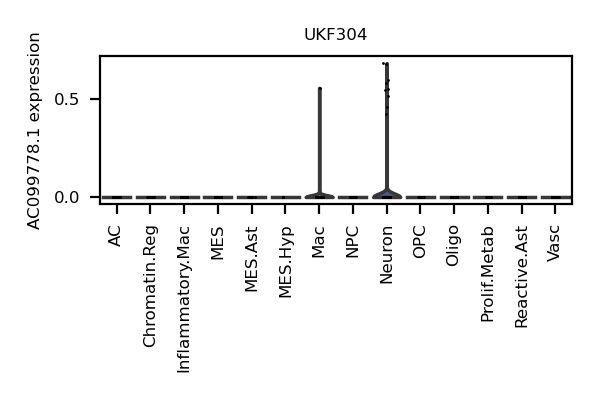 UKF304
AC099778.1 expression
0.5
0.0
AC
Chromatin.Reg
Inflammatory.Mac
MES
MES.Ast
MES.Hyp
Mac
NPC
Neuron
OPC
Oligo
Prolif.Metab
Reactive.Ast
Vasc